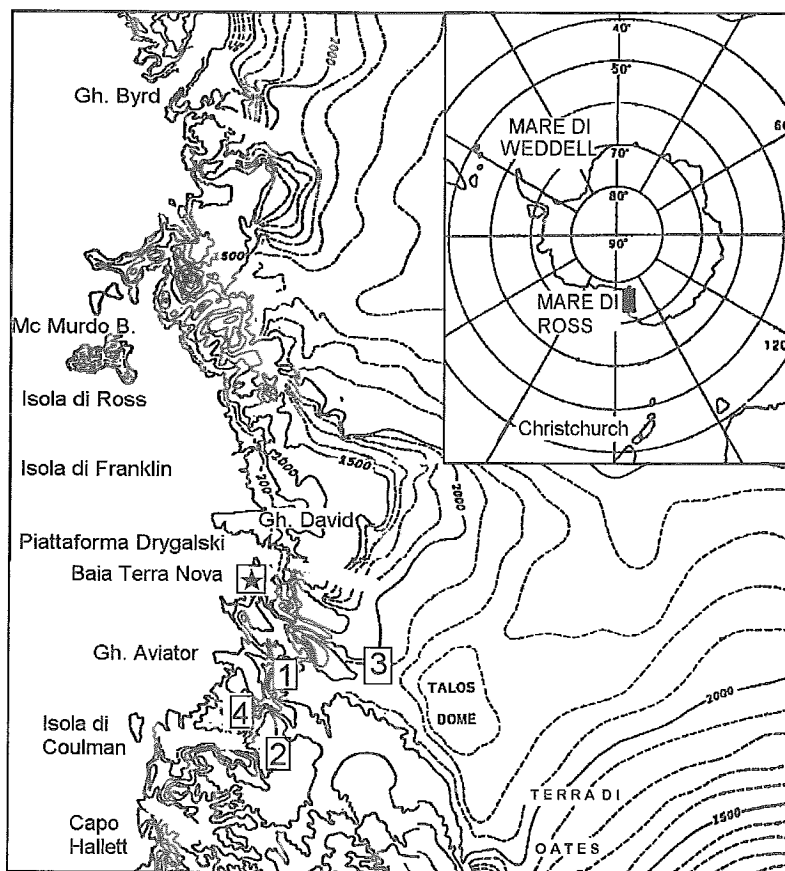 2000
Gh. Byrd
500
Mc Murdo B.
Isola di Ross
Isola di Franklin
2000
200
1500
2000
Gh. David
Piattaforma Drygalski
Baia Terra Nova
Gh. Aviator
1
3
4
2
TALOS
DOME
Isola di
Coulman
2000
TERRA DI
OATES
1500
Capo
Hallett
40°
50°
60
MARE DI
WEDDELL
70°
80°
90°
MARE DI
ROSS
120
Christchurch